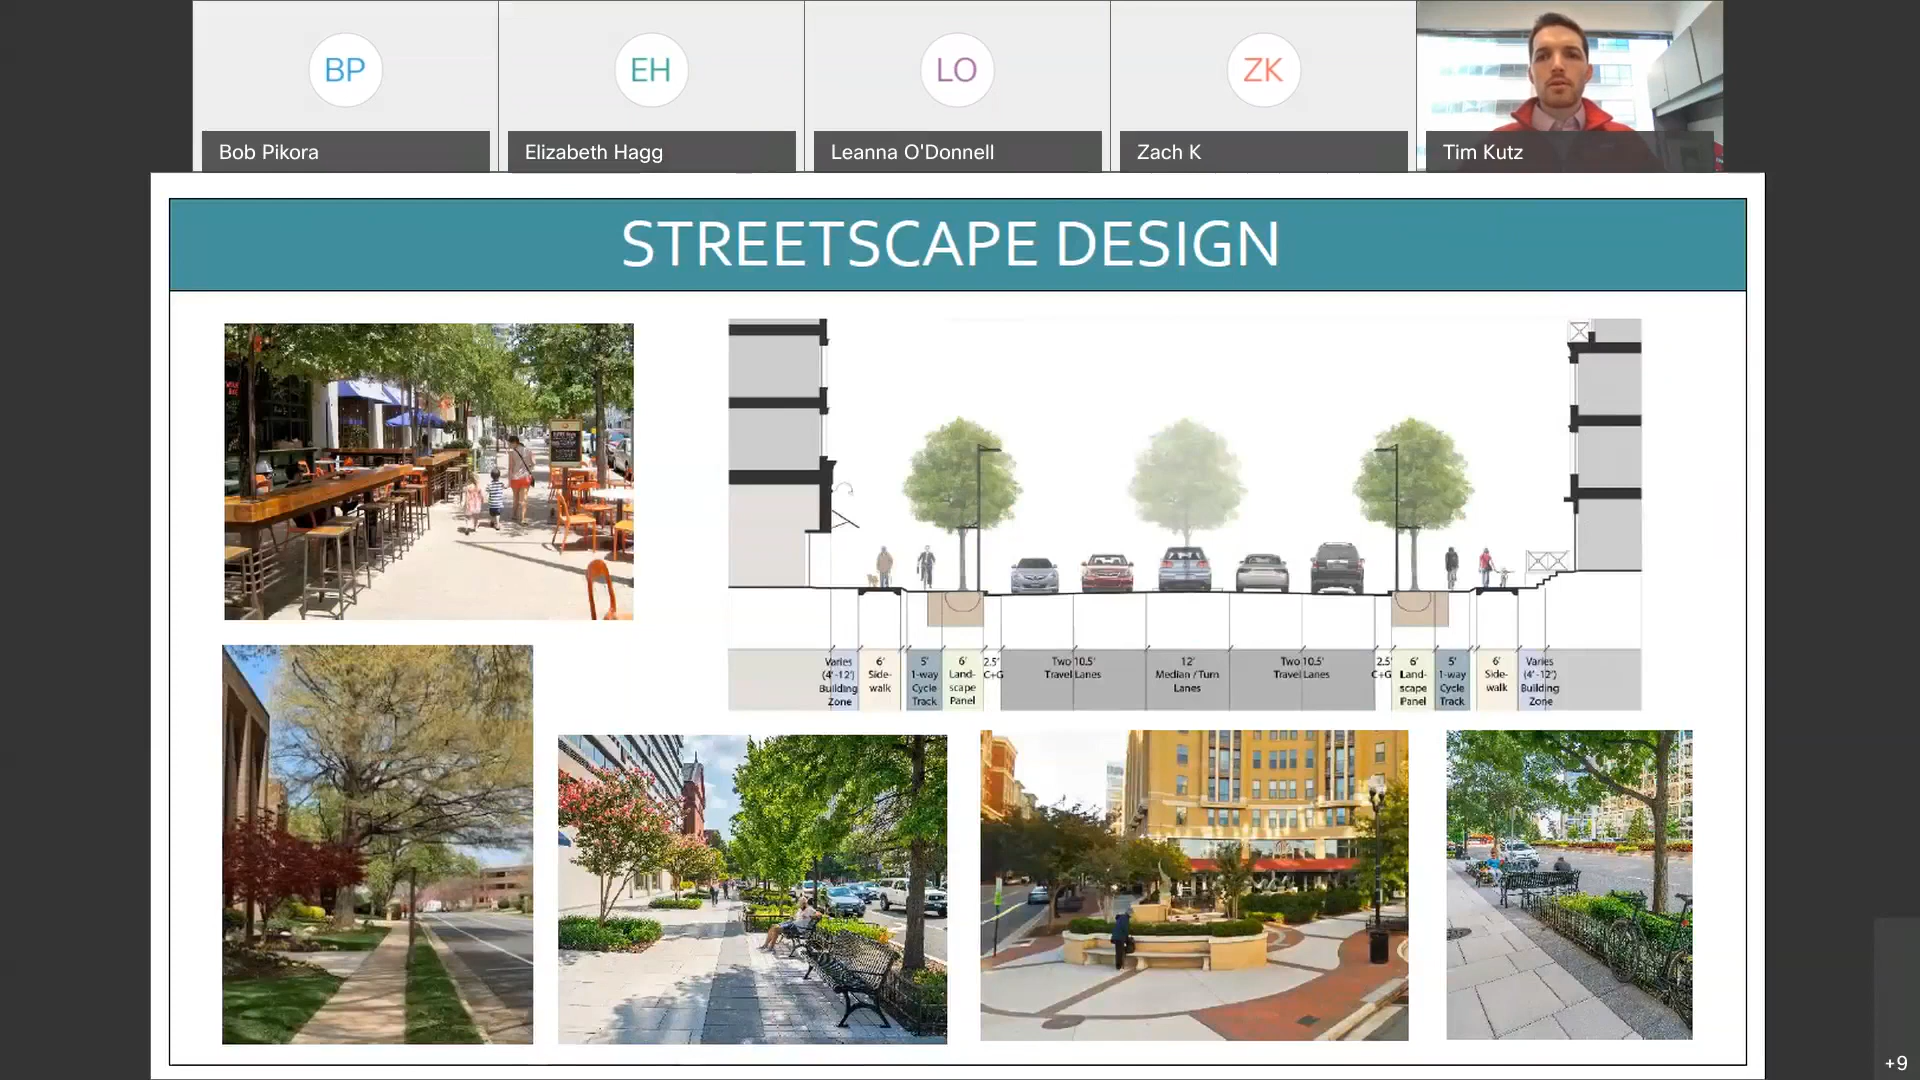 BP
EH
LO
ZK
Bob Pikora
Elizabeth Hagg
Leanna O'Donnell
Zach K
Tim Kutz
STREETSCAPE DESIGN
Varies
(4'-12')
Building
Zone
6'
Side-
walk
5'
1-way
Cycle
Track
6'
Land-
scape
Panel
2.5'
C+G
Two 10.5'
Travel Lanes
12'
Median / Turn
Lanes
Two 10.5'
Travel Lanes
2.5'
C+G
6'
Land-
scape
Panel
5'
1-way
Cycle
Track
6'
Side-
walk
Varies
(4'-12')
Building
Zone
+9